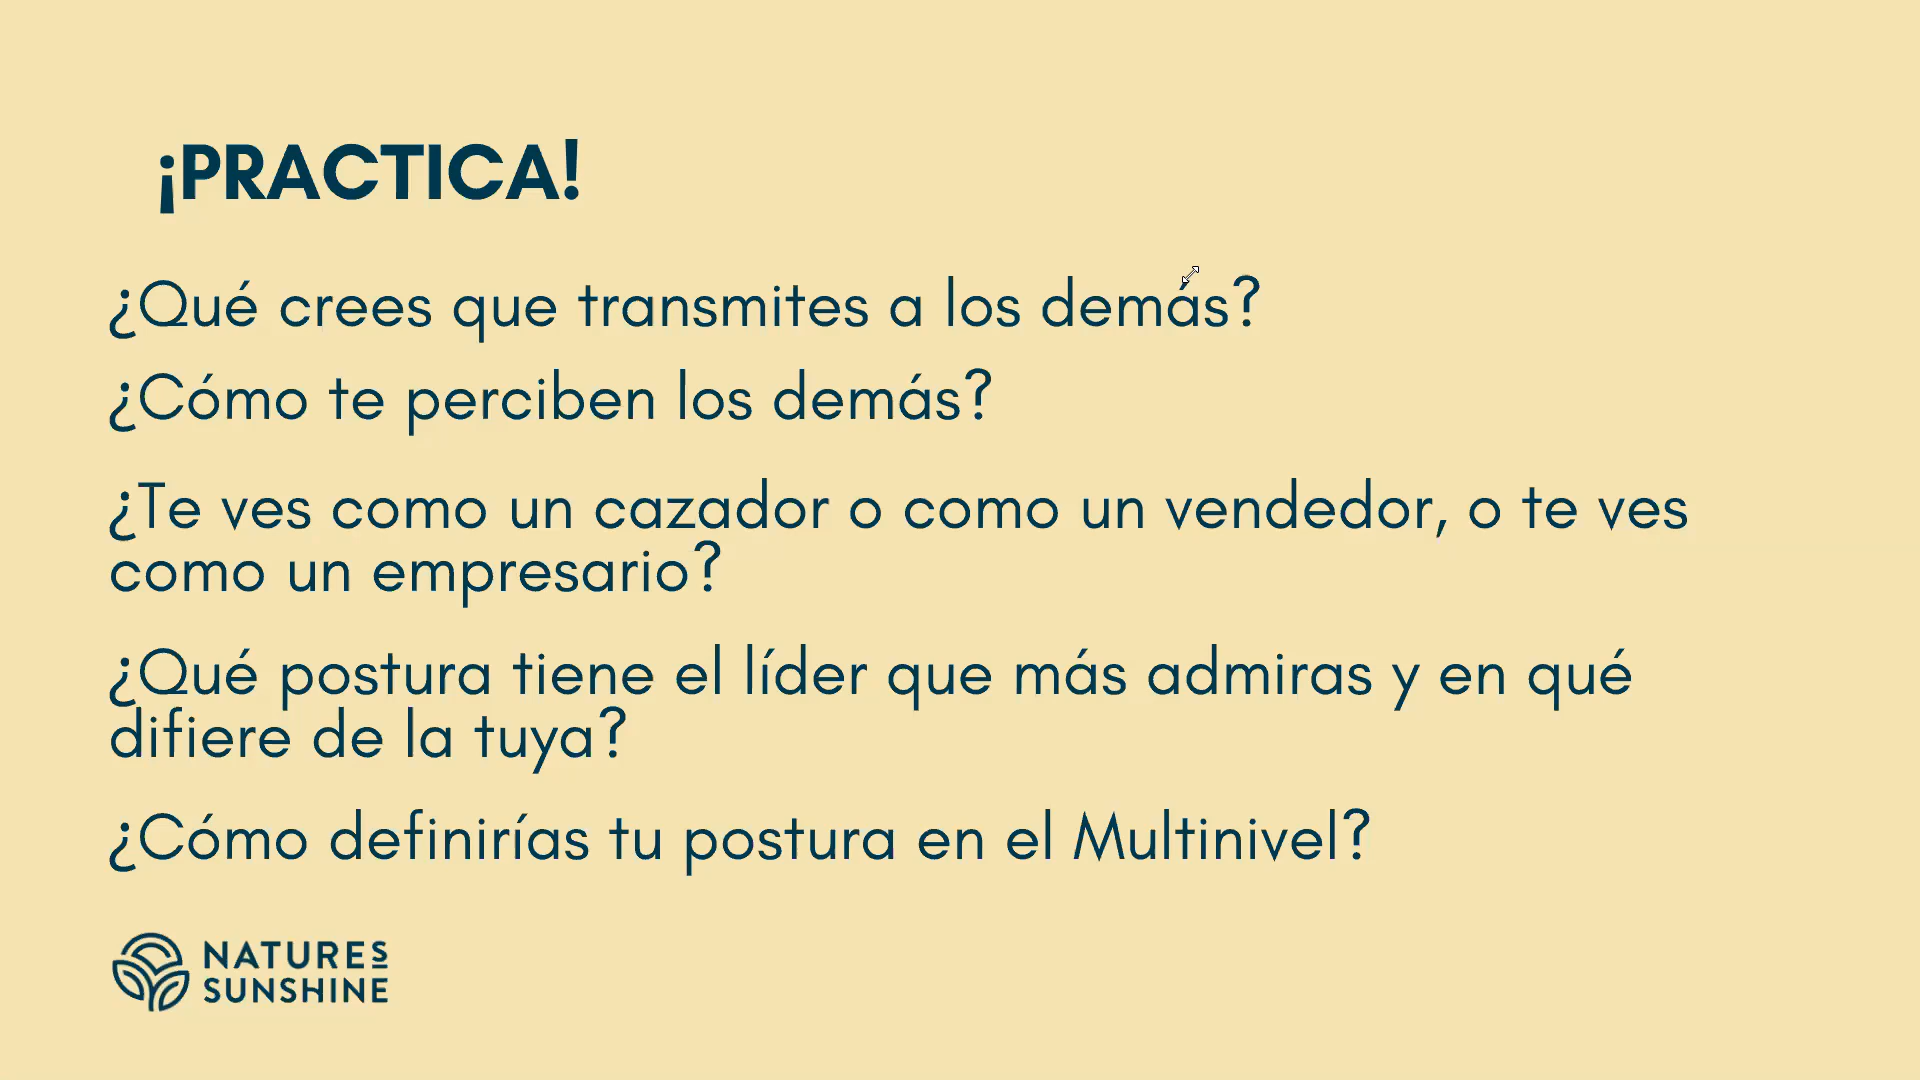 ¡PRACTICA!
¿Qué crees que transmites a los demás?
¿Cómo te perciben los demás?
¿Te ves como un cazador o como un vendedor, o te ves
como un empresario?
¿Qué postura tiene el líder que más admiras y en qué
difiere de la tuya?
¿Cómo definirías tu postura en el Multinivel?
NATURES
SUNSHINE